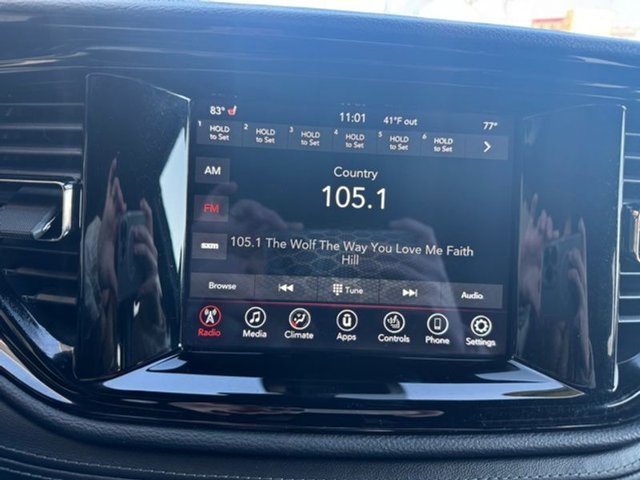 83° 11:01 41°F out 77°
1 HOLD to Set 2 HOLD to Set 3 HOLD to Set 4 HOLD to Set 5 HOLD to Set 6 HOLD to Set
AM
Country
105.1
FM
sxm
105.1 The Wolf The Way You Love Me Faith
Hill
Browse Tune Audio
Radio Media Climate Apps Controls Phone Settings